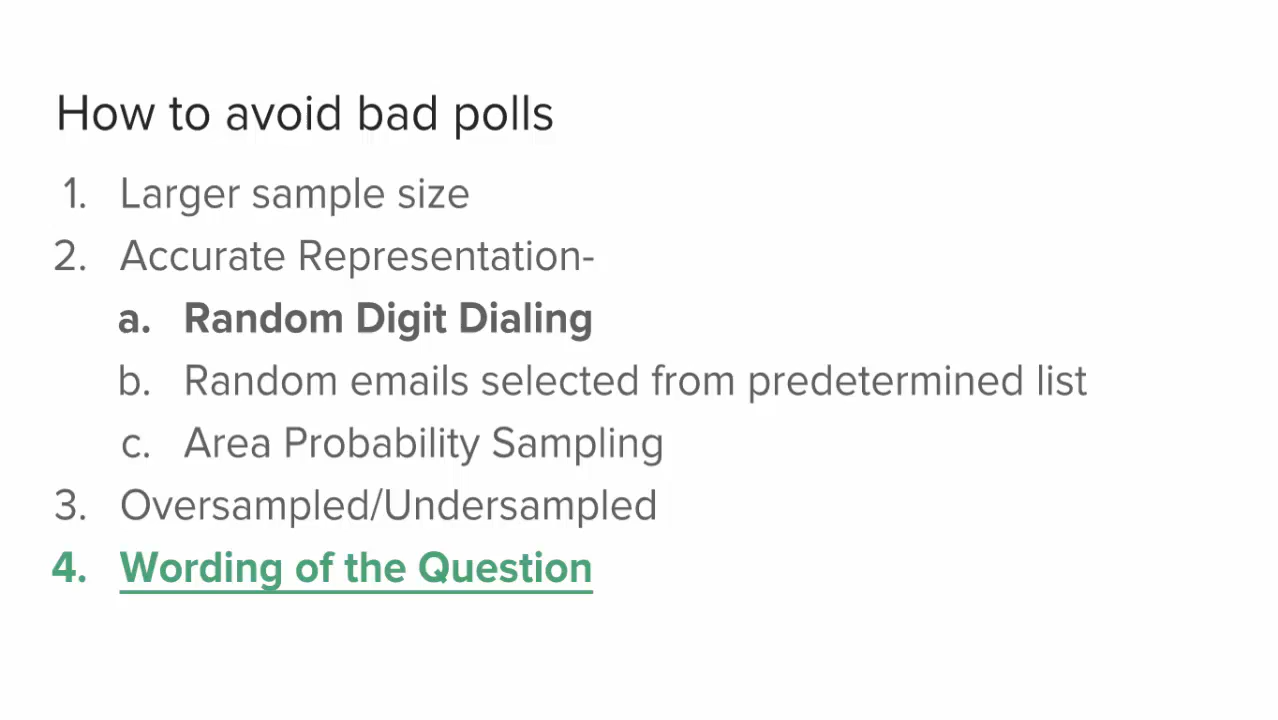 How to avoid bad polls
1. Larger sample size
2. Accurate Representation-
a. Random Digit Dialing
b. Random emails selected from predetermined list
c. Area Probability Sampling
3. Oversampled/Undersampled
4. Wording of the Question